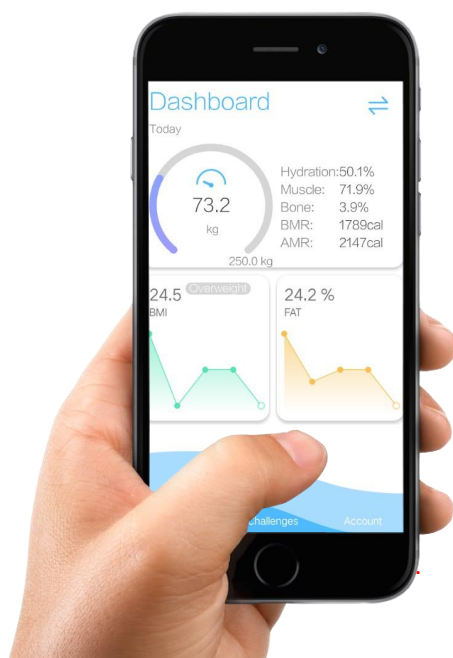 Dashboard
Today
73.2
kg
250.0 kg
Hydration:50.1%
Muscle: 71.9%
Bone: 3.9%
BMR: 1789cal
AMR: 2147cal
24.5 Overweight
BMI
24.2 %
FAT
Challenges
Account